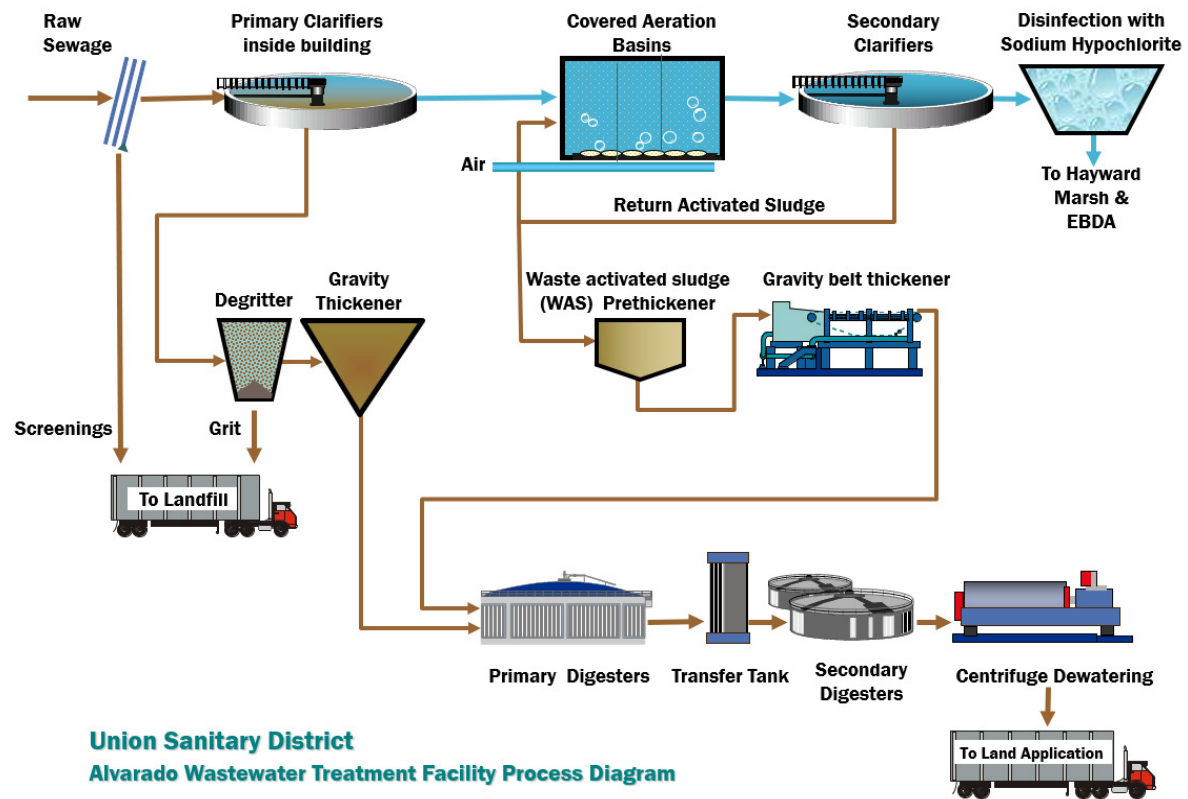 Raw
Sewage
Primary Clarifiers
inside building
Covered Aeration
Basins
Secondary
Clarifiers
Disinfection with
Sodium Hypochlorite
Air
To Hayward
Marsh &
EBDA
Return Activated Sludge
Degritter
Gravity
Thickener
Waste activated sludge
(WAS) Prethickener
Gravity belt thickener
Screenings
Grit
To Landfill
Primary Digesters
Transfer Tank
Secondary
Digesters
Centrifuge Dewatering
To Land Application
Union Sanitary District
Alvarado Wastewater Treatment Facility Process Diagram